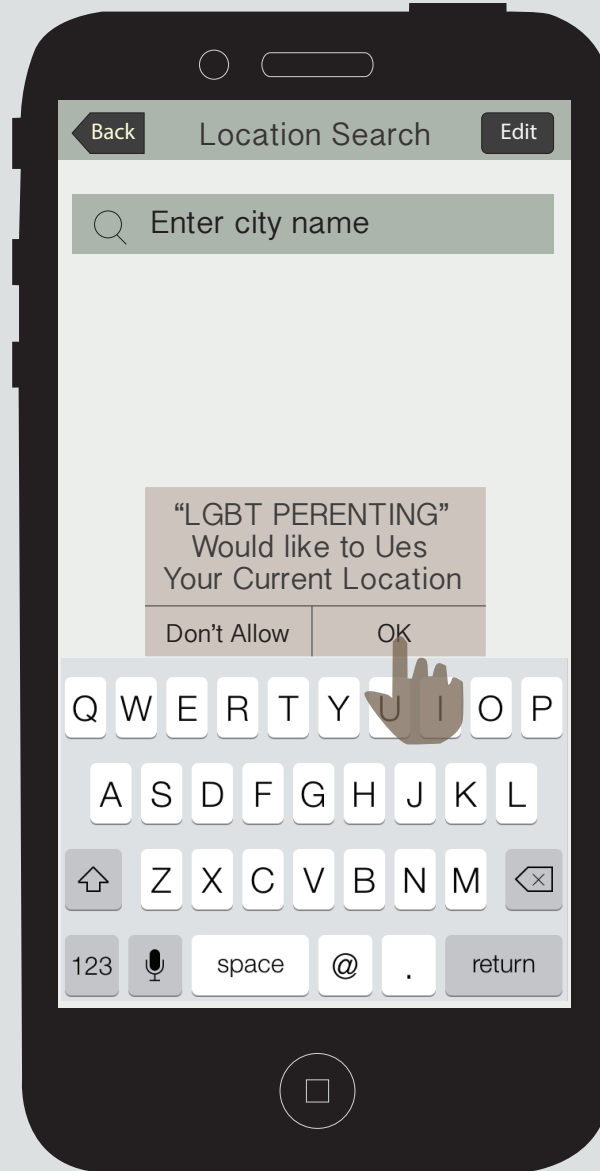 Back Location Search Edit
Enter city name
“LGBT PERENTING”
Would like to Ues
Your Current Location
Don’t Allow OK
Q W E R T Y U I O P
A S D F G H J K L
Z X C V B N M
123 space @ . return